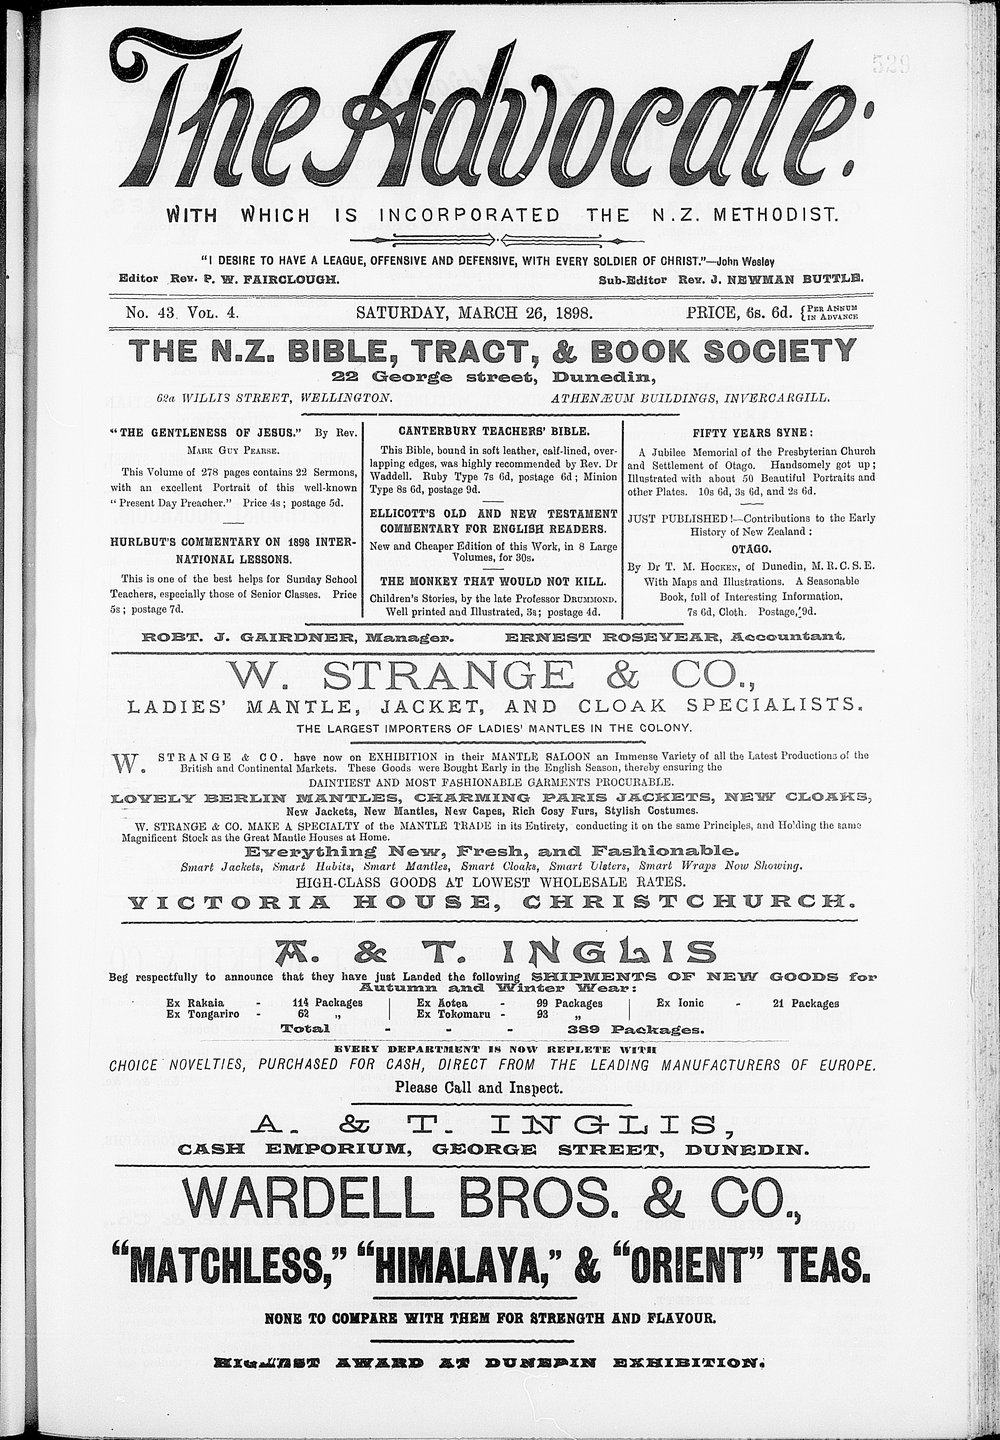 529
The Advocate:
WITH WHICH IS INCORPORATED THE N.Z. METHODIST.
"I DESIRE TO HAVE A LEAGUE, OFFENSIVE AND DEFENSIVE, WITH EVERY SOLDIER OF CHRIST."—John Wesley
Editor Rev. P. W. FAIRCLOUGH. Sub-Editor Rev. J. NEWMAN BUTTLE.
No. 43. VOL. 4. SATURDAY, MARCH 26, 1898. PRICE, 6s. 6d. {PER ANNUM IN ADVANCE
THE N.Z. BIBLE, TRACT, & BOOK SOCIETY
22 George street, Dunedin,
62a WILLIS STREET, WELLINGTON. ATHENÆUM BUILDINGS, INVERCARGILL.
"THE GENTLENESS OF JESUS." By Rev.
MARK GUY PEARSE.
This Volume of 278 pages contains 22 Sermons,
with an excellent Portrait of this well-known
"Present Day Preacher." Price 4s; postage 5d.
HURLBUT'S COMMENTARY ON 1898 INTER-
NATIONAL LESSONS.
This is one of the best helps for Sunday School
Teachers, especially those of Senior Classes. Price
5s; postage 7d.
CANTERBURY TEACHERS' BIBLE.
This Bible, bound in soft leather, calf-lined, over-
lapping edges, was highly recommended by Rev. Dr
Waddell. Ruby Type 7s 6d, postage 6d; Minion
Type 8s 6d, postage 9d.
ELLICOTT'S OLD AND NEW TESTAMENT
COMMENTARY FOR ENGLISH READERS.
New and Cheaper Edition of this Work, in 8 Large
Volumes, for 30s.
THE MONKEY THAT WOULD NOT KILL.
Children's Stories, by the late Professor DRUMMOND.
Well printed and Illustrated, 3s; postage 4d.
FIFTY YEARS SYNE:
A Jubilee Memorial of the Presbyterian Church
and Settlement of Otago. Handsomely got up;
Illustrated with about 50 Beautiful Portraits and
other Plates. 10s 6d, 3s 6d, and 2s 6d.
JUST PUBLISHED!—Contributions to the Early
History of New Zealand:
OTAGO.
By Dr T. M. HOCKEN, of Dunedin, M.R.C.S.E.
With Maps and Illustrations. A Seasonable
Book, full of Interesting Information.
7s 6d, Cloth. Postage, 9d.
ROBT. J. GAIRDNER, Manager. ERNEST ROSEVEAR, Accountant.
W. STRANGE & CO.,
LADIES' MANTLE, JACKET, AND CLOAK SPECIALISTS.
THE LARGEST IMPORTERS OF LADIES' MANTLES IN THE COLONY.
W. STRANGE & CO. have now on EXHIBITION in their MANTLE SALOON an Immense Variety of all the Latest Productions of the
British and Continental Markets. These Goods were Bought Early in the English Season, thereby ensuring the
DAINTIEST AND MOST FASHIONABLE GARMENTS PROCURABLE.
LOVELY BERLIN MANTLES, CHARMING PARIS JACKETS, NEW CLOAKS,
New Jackets, New Mantles, New Capes, Rich Cosy Furs, Stylish Costumes.
W. STRANGE & CO. MAKE A SPECIALTY of the MANTLE TRADE in its Entirety, conducting it on the same Principles, and Holding the same
Magnificent Stock as the Great Mantle Houses at Home.
Everything New, Fresh, and Fashionable.
Smart Jackets, Smart Habits, Smart Mantles, Smart Cloaks, Smart Ulsters, Smart Wraps Now Showing.
HIGH-CLASS GOODS AT LOWEST WHOLESALE RATES.
VICTORIA HOUSE, CHRISTCHURCH.
A. & T. INGLIS
Beg respectfully to announce that they have just Landed the following SHIPMENTS OF NEW GOODS for
Autumn and Winter Wear:
Ex Rakaia - 114 Packages Ex Aotea - 99 Packages Ex Ionic - 21 Packages
Ex Tongariro - 62 „ Ex Tokomaru - 93 „
Total - - - 389 Packages.
EVERY DEPARTMENT IS NOW REPLETE WITH
CHOICE NOVELTIES, PURCHASED FOR CASH, DIRECT FROM THE LEADING MANUFACTURERS OF EUROPE.
Please Call and Inspect.
A. & T. INGLIS,
CASH EMPORIUM, GEORGE STREET, DUNEDIN.
WARDELL BROS. & CO.,
"MATCHLESS," "HIMALAYA," & "ORIENT" TEAS.
NONE TO COMPARE WITH THEM FOR STRENGTH AND FLAVOUR.
HIGHEST AWARD AT DUNEDIN EXHIBITION.